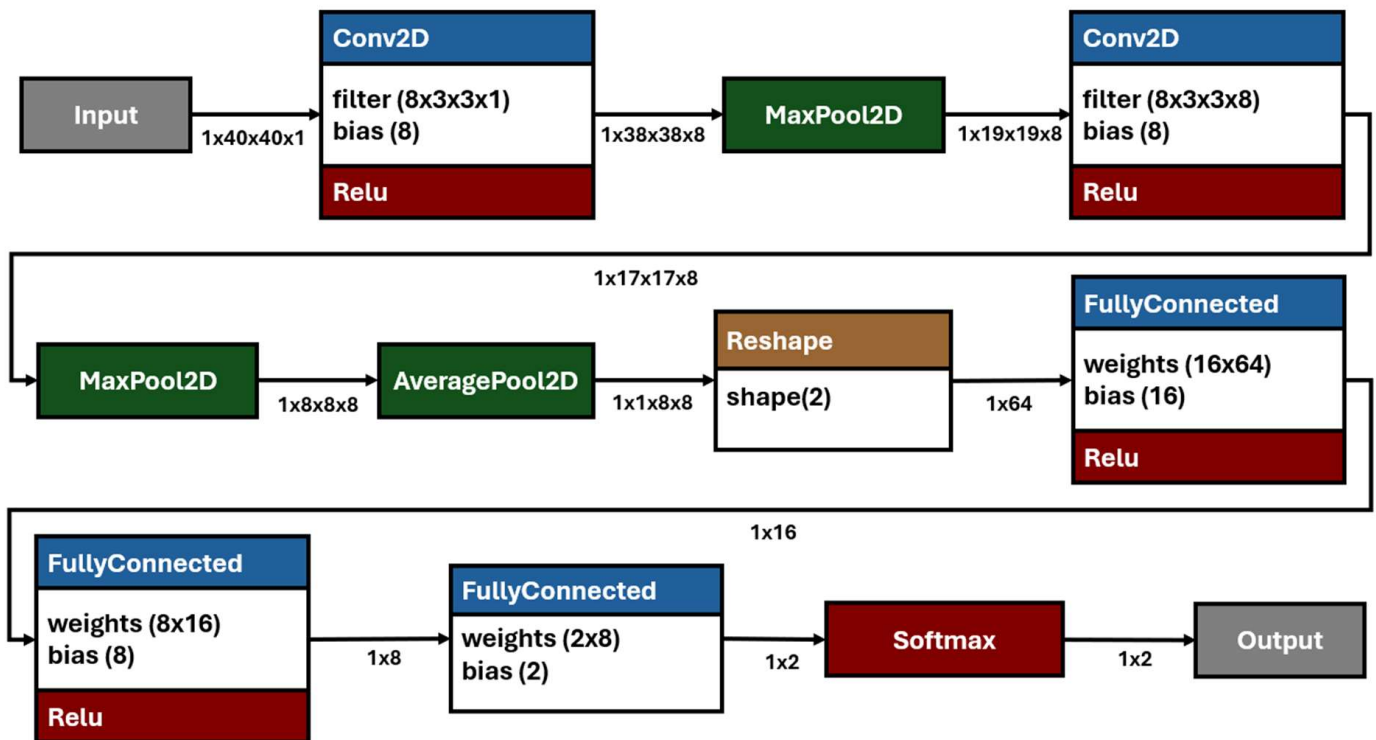 Input
1x40x40x1
Conv2D
filter (8x3x3x1)
bias (8)
Relu
1x38x38x8
MaxPool2D
1x19x19x8
Conv2D
filter (8x3x3x8)
bias (8)
Relu
1x17x17x8
MaxPool2D
1x8x8x8
AveragePool2D
1x1x8x8
Reshape
shape(2)
1x64
FullyConnected
weights (16x64)
bias (16)
Relu
1x16
FullyConnected
weights (8x16)
bias (8)
Relu
1x8
FullyConnected
weights (2x8)
bias (2)
1x2
Softmax
1x2
Output